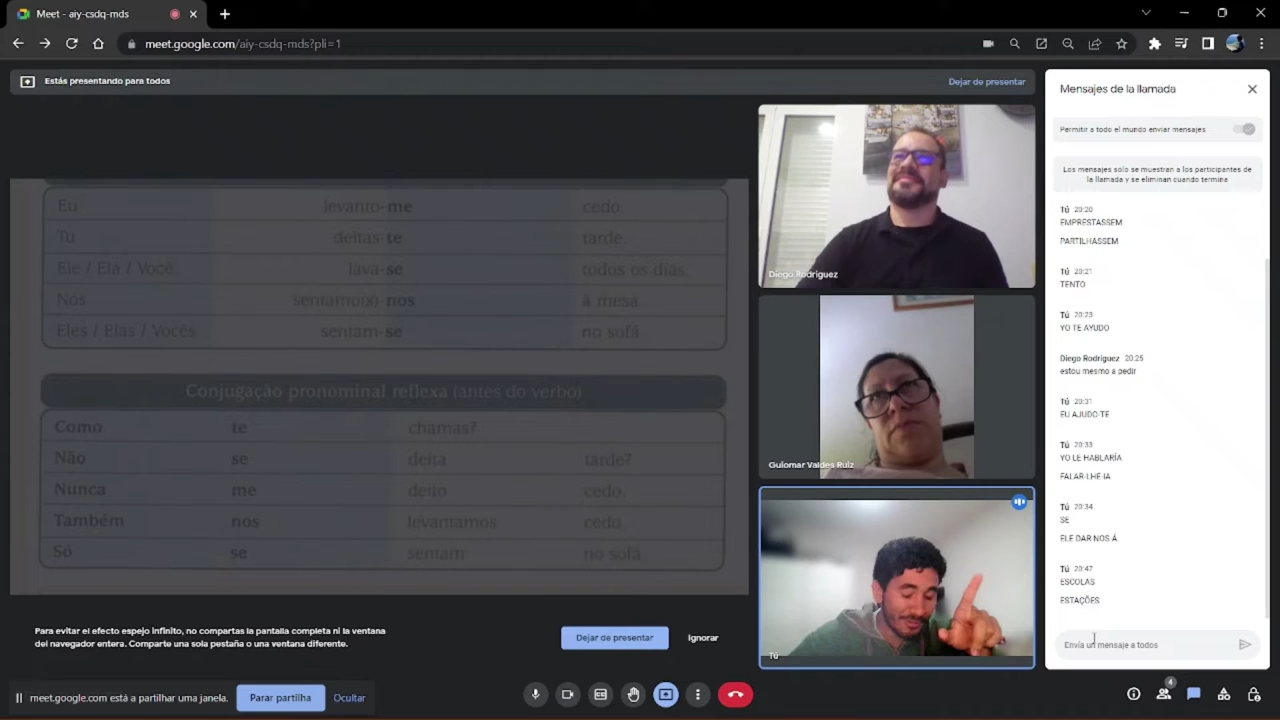 Meet - aiy-csdq-mds
meet.google.com/aiy-csdq-mds?pli=1
Estás presentando para todos
Dejar de presentar
Eu levanto-me cedo.
Tu deitas-te tarde.
Ele / Ela / Você lava-se todos os dias.
Nós sentamo(s)-nos à mesa
Eles / Elas / Vocês sentam-se no sofá
Conjugação pronominal reflexa (antes do verbo)
Como te chamas?
Não se deita tarde?
Nunca me deito cedo.
Também nos levantamos cedo.
Só se sentam no sofá
Para evitar el efecto espejo infinito, no compartas la pantalla completa ni la ventana
del navegador entera. Comparte una sola pestaña o una ventana diferente.
Dejar de presentar
Ignorar
Diego Rodriguez
Guiomar Valdes Ruiz
Tú
Mensajes de la llamada
Permitir a todo el mundo enviar mensajes
Los mensajes solo se muestran a los participantes de
la llamada y se eliminan cuando termina
Tú 20:20
EMPRESTASSEM
PARTILHASSEM
Tú 20:21
TENTO
Tú 20:23
YO TE AYUDO
Diego Rodriguez 20:25
estou mesmo a pedir
Tú 20:31
EU AJUDO-TE
Tú 20:33
YO LE HABLARÍA
FALAR-LHE-IA
Tú 20:34
SE
ELE DAR-NOS-Á
Tú 20:47
ESCOLAS
ESTAÇÕES
Envía un mensaje a todos
meet.google.com está a partilhar uma janela.
Parar partilha
Ocultar
4